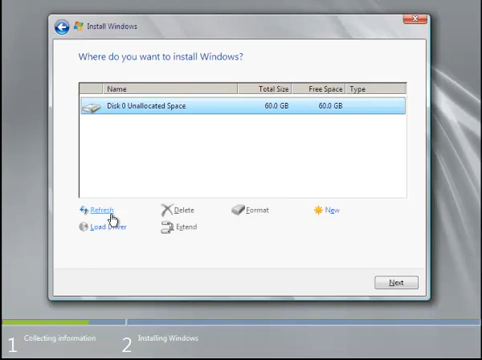 Install Windows
Where do you want to install Windows?
Name Total Size Free Space Type
Disk 0 Unallocated Space 60.0 GB 60.0 GB
Refresh Delete Format New
Load Driver Extend
Next
1 Collecting information 2 Installing Windows